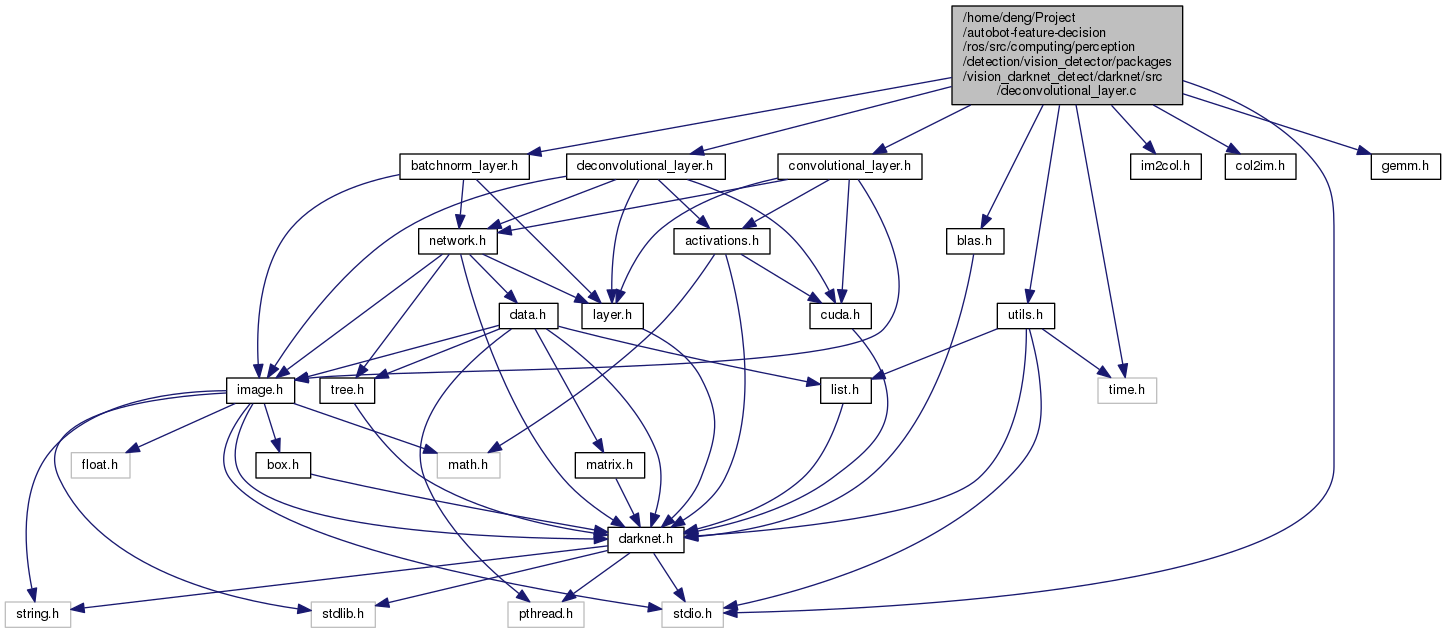 /home/deng/Project
/autobot-feature-decision
/ros/src/computing/perception
/detection/vision_detector/packages
/vision_darknet_detect/darknet/src
/deconvolutional_layer.c
batchnorm_layer.h
deconvolutional_layer.h
convolutional_layer.h
im2col.h
col2im.h
gemm.h
network.h
activations.h
blas.h
data.h
layer.h
cuda.h
utils.h
image.h
tree.h
list.h
time.h
float.h
box.h
math.h
matrix.h
darknet.h
string.h
stdlib.h
pthread.h
stdio.h